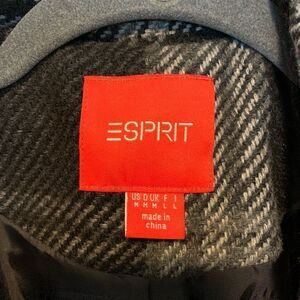 ESPRIT
US D UK F I
M M M L L
made in
china